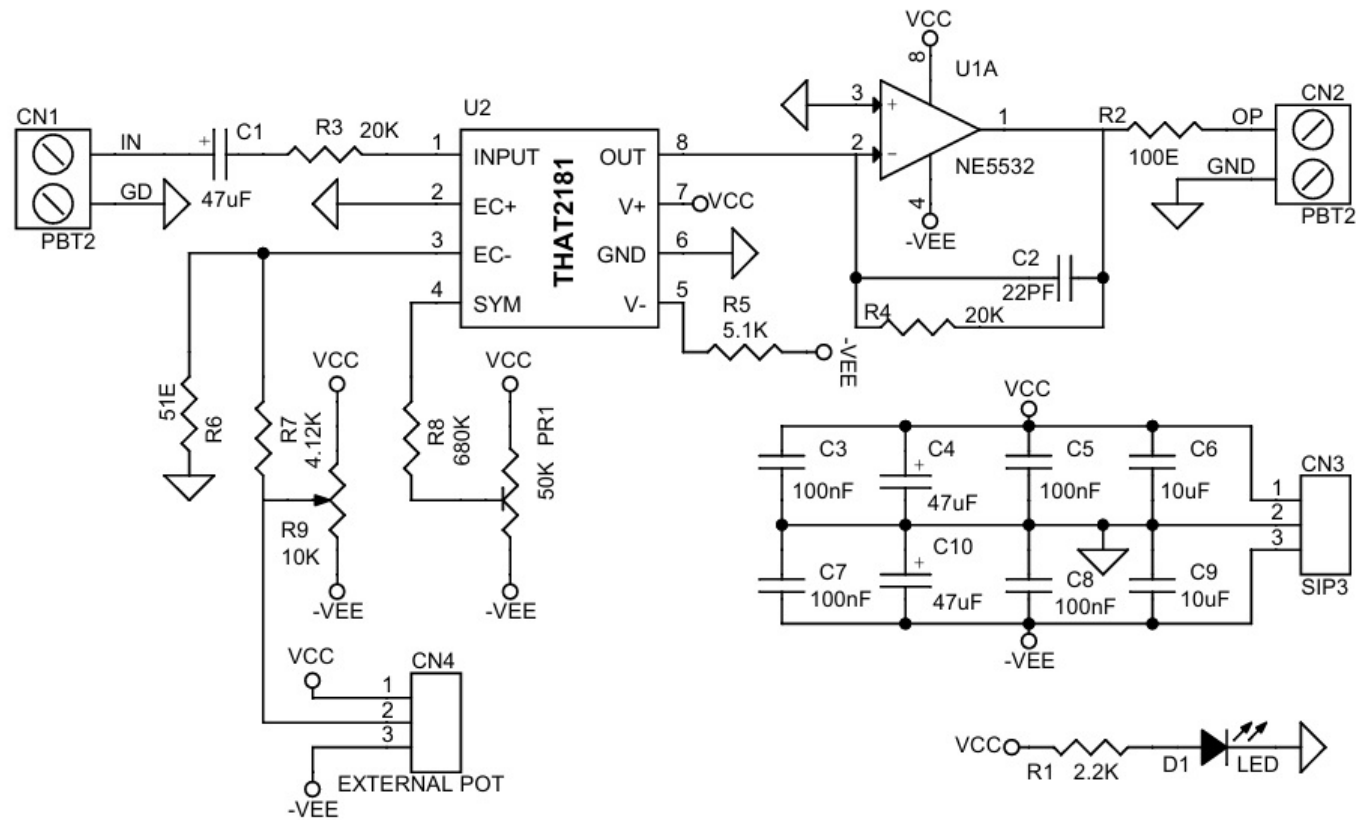 CN1
IN
GD
PBT2
+
C1
47uF
R3
20K
U2
THAT2181
1
INPUT
2
EC+
3
EC-
4
SYM
OUT
8
V+
7
VCC
GND
6
V-
5
R5
5.1K
-VEE
VCC
8
U1A
3
+
2
-
1
NE5532
4
-VEE
R2
100E
OP
GND
CN2
PBT2
C2
22PF
R4
20K
51E
R6
R7
4.12K
VCC
R9
10K
-VEE
R8
680K
VCC
50K PR1
-VEE
VCC
CN4
1
2
3
-VEE
EXTERNAL POT
VCC
C3
100nF
C4
+
47uF
C5
100nF
C6
10uF
CN3
1
2
3
SIP3
C7
100nF
C10
+
47uF
C8
100nF
C9
10uF
-VEE
VCC
R1
2.2K
D1
LED